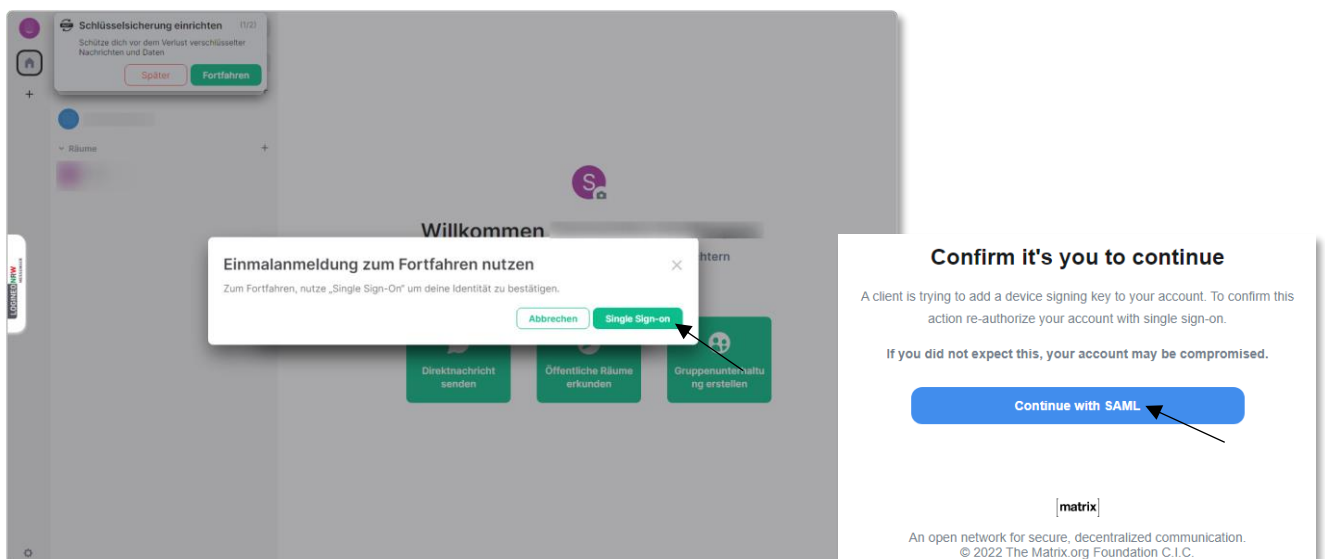 Schlüsselsicherung einrichten (1/2)
Schütze dich vor dem Verlust verschlüsselter
Nachrichten und Daten
Später
Fortfahren
Räume
S
Willkommen
htern
Einmalanmeldung zum Fortfahren nutzen
Zum Fortfahren, nutze „Single Sign-On“ um deine Identität zu bestätigen.
Abbrechen
Single Sign-on
Direktnachricht
senden
Öffentliche Räume
erkunden
Gruppenunterhaltu
ng erstellen
LOGINEO NRW
MESSENGER
Confirm it's you to continue
A client is trying to add a device signing key to your account. To confirm this
action re-authorize your account with single sign-on.
If you did not expect this, your account may be compromised.
Continue with SAML
[matrix]
An open network for secure, decentralized communication.
© 2022 The Matrix.org Foundation C.I.C.